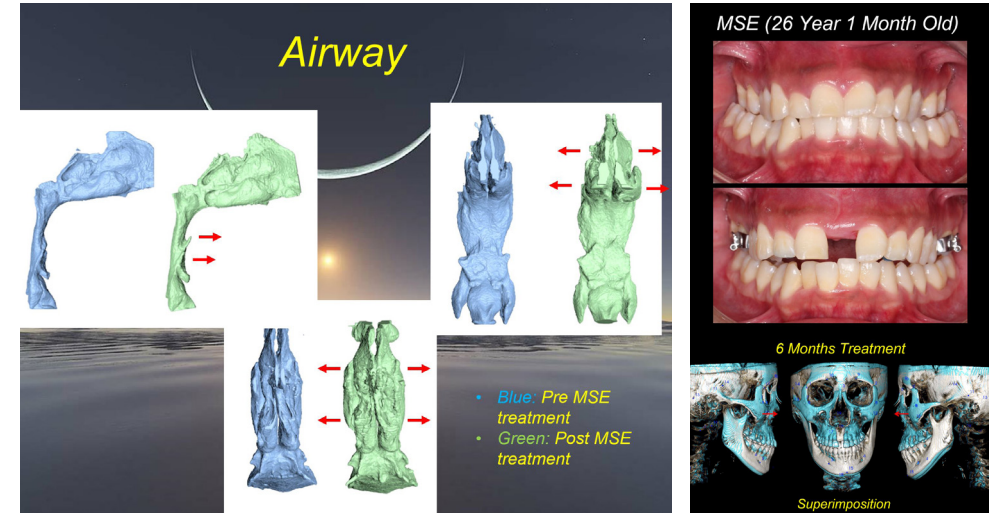 Airway
• Blue: Pre MSE
treatment
• Green: Post MSE
treatment
MSE (26 Year 1 Month Old)
6 Months Treatment
Superimposition